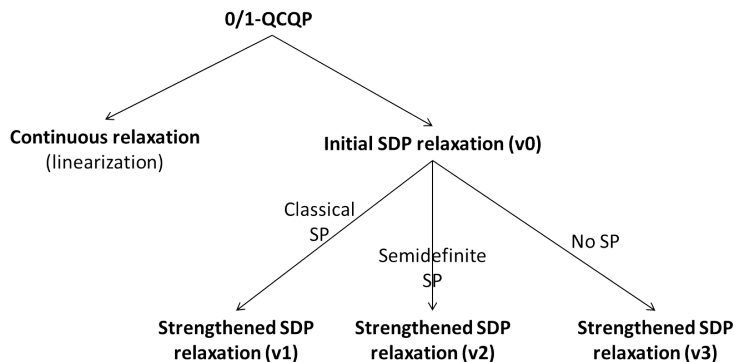 0/1-QCQP
Continuous relaxation
(linearization)
Initial SDP relaxation (v0)
Classical
SP
Semidefinite
SP
No SP
Strengthened SDP
relaxation (v1)
Strengthened SDP
relaxation (v2)
Strengthened SDP
relaxation (v3)